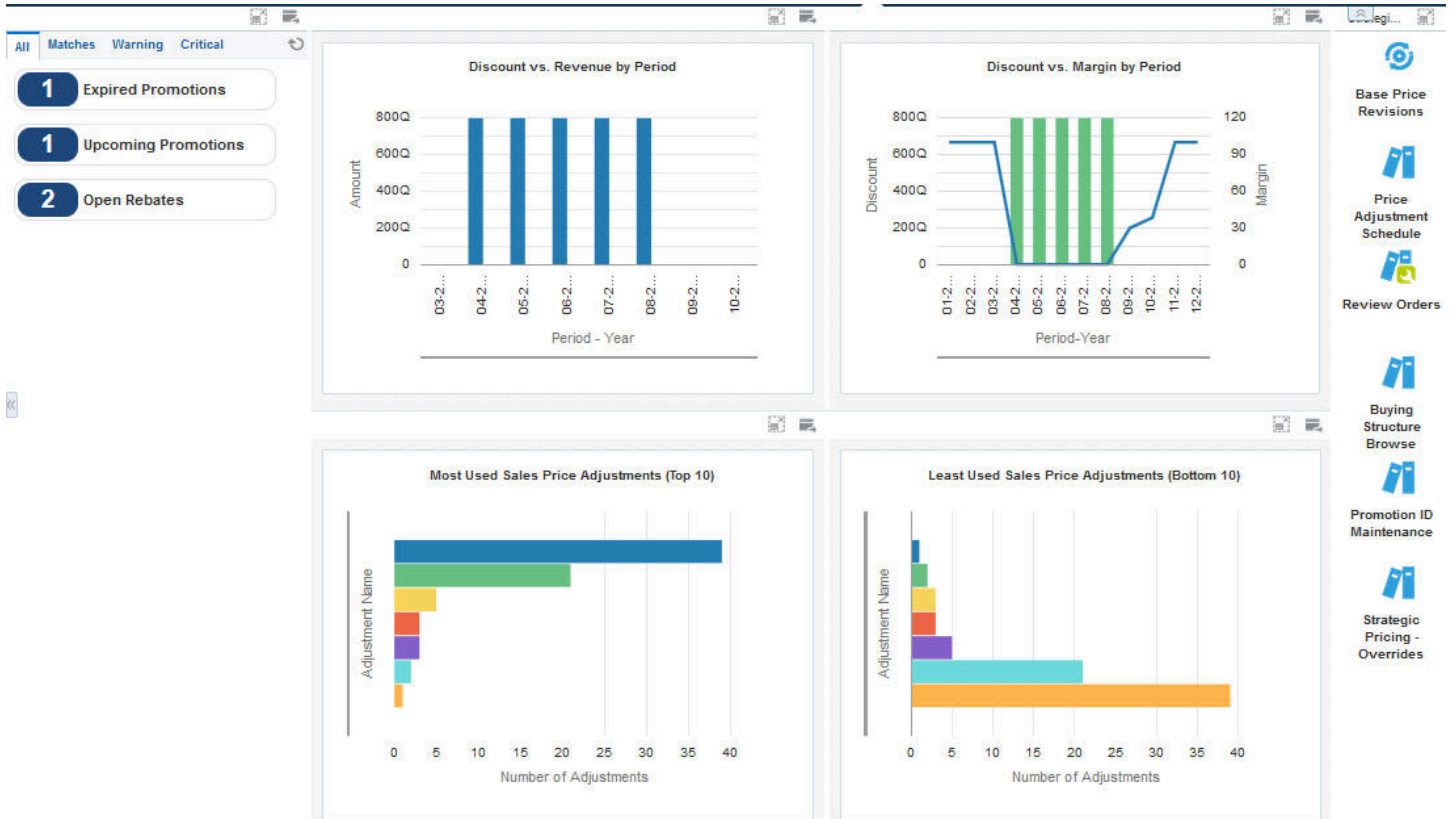 All Matches Warning Critical
1 Expired Promotions
1 Upcoming Promotions
2 Open Rebates
Discount vs. Revenue by Period
800Q
600Q
400Q
200Q
0
Amount
03-2...
04-2...
05-2...
06-2...
07-2...
08-2...
09-2...
10-2...
Period - Year
Discount vs. Margin by Period
800Q
600Q
400Q
200Q
0
Discount
120
90
60
30
0
Margin
01-2...
02-2...
03-2...
04-2...
05-2...
06-2...
07-2...
08-2...
09-2...
10-2...
11-2...
12-2...
Period-Year
Most Used Sales Price Adjustments (Top 10)
Adjustment Name
0 5 10 15 20 25 30 35 40
Number of Adjustments
Least Used Sales Price Adjustments (Bottom 10)
Adjustment Name
0 5 10 15 20 25 30 35 40
Number of Adjustments
Base Price
Revisions
Price
Adjustment
Schedule
Review Orders
Buying
Structure
Browse
Promotion ID
Maintenance
Strategic
Pricing -
Overrides